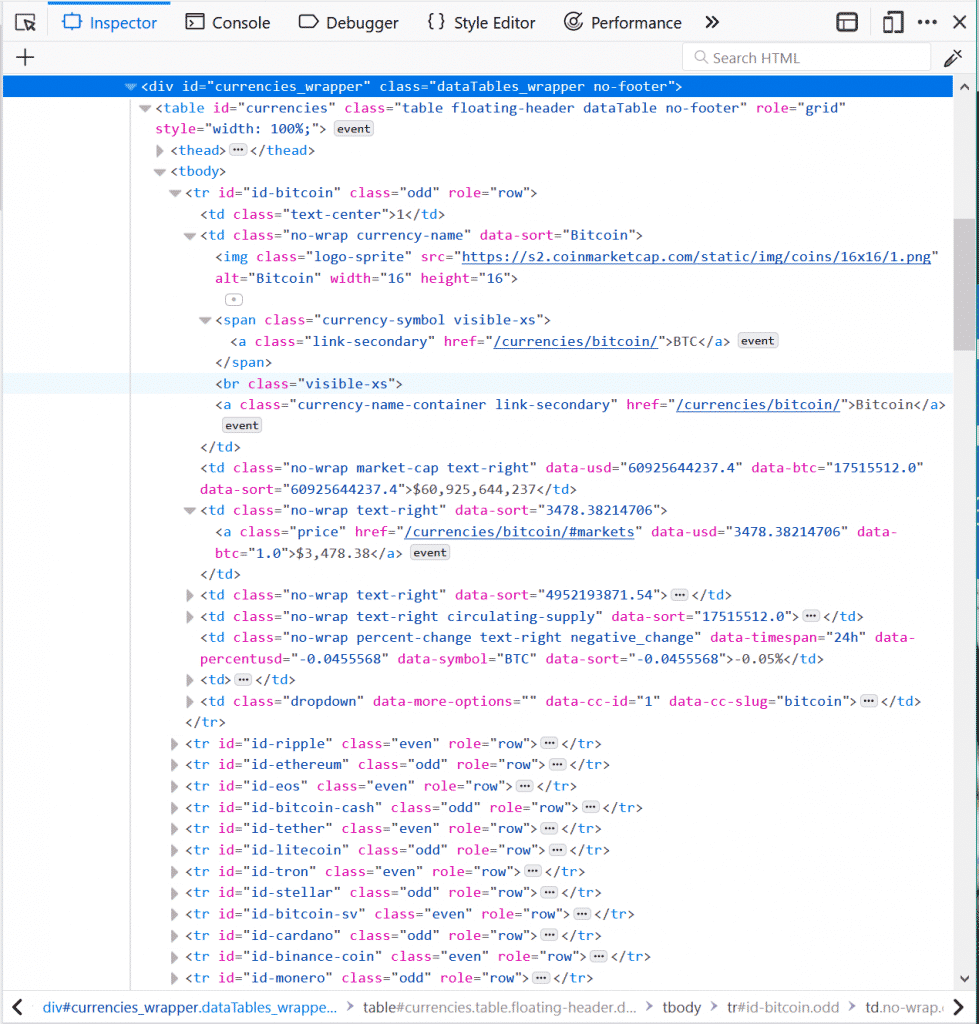 Inspector Console Debugger {} Style Editor Performance
+ Search HTML
<div id="currencies_wrapper" class="dataTables_wrapper no-footer">
<table id="currencies" class="table floating-header dataTable no-footer" role="grid"
style="width: 100%;"> event
<thead>⋯</thead>
<tbody>
<tr id="id-bitcoin" class="odd" role="row">
<td class="text-center">1</td>
<td class="no-wrap currency-name" data-sort="Bitcoin">
<img class="logo-sprite" src="https://s2.coinmarketcap.com/static/img/coins/16x16/1.png"
alt="Bitcoin" width="16" height="16">
<span class="currency-symbol visible-xs">
<a class="link-secondary" href="/currencies/bitcoin/">BTC</a> event
</span>
<br class="visible-xs">
<a class="currency-name-container link-secondary" href="/currencies/bitcoin/">Bitcoin</a>
event
</td>
<td class="no-wrap market-cap text-right" data-usd="60925644237.4" data-btc="17515512.0"
data-sort="60925644237.4">$60,925,644,237</td>
<td class="no-wrap text-right" data-sort="3478.38214706">
<a class="price" href="/currencies/bitcoin/#markets" data-usd="3478.38214706" data-
btc="1.0">$3,478.38</a> event
</td>
<td class="no-wrap text-right" data-sort="4952193871.54">⋯</td>
<td class="no-wrap text-right circulating-supply" data-sort="17515512.0">⋯</td>
<td class="no-wrap percent-change text-right negative_change" data-timespan="24h" data-
percentusd="-0.0455568" data-symbol="BTC" data-sort="-0.0455568">-0.05%</td>
<td>⋯</td>
<td class="dropdown" data-more-options="" data-cc-id="1" data-cc-slug="bitcoin">⋯</td>
</tr>
<tr id="id-ripple" class="even" role="row">⋯</tr>
<tr id="id-ethereum" class="odd" role="row">⋯</tr>
<tr id="id-eos" class="even" role="row">⋯</tr>
<tr id="id-bitcoin-cash" class="odd" role="row">⋯</tr>
<tr id="id-tether" class="even" role="row">⋯</tr>
<tr id="id-litecoin" class="odd" role="row">⋯</tr>
<tr id="id-tron" class="even" role="row">⋯</tr>
<tr id="id-stellar" class="odd" role="row">⋯</tr>
<tr id="id-bitcoin-sv" class="even" role="row">⋯</tr>
<tr id="id-cardano" class="odd" role="row">⋯</tr>
<tr id="id-binance-coin" class="even" role="row">⋯</tr>
<tr id="id-monero" class="odd" role="row">⋯</tr>
div#currencies_wrapper.dataTables_wrappe... table#currencies.table.floating-header.d... tbody tr#id-bitcoin.odd td.no-wrap.